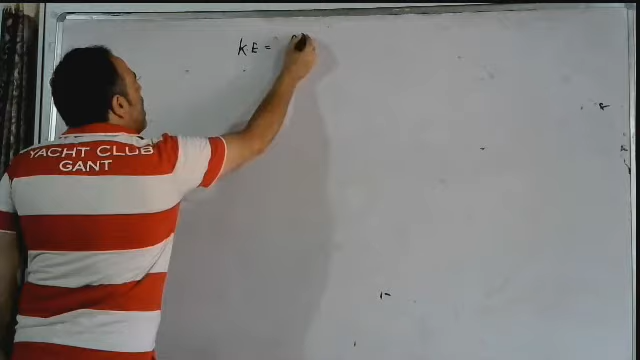 KE =
YACHT CLUB
GANT